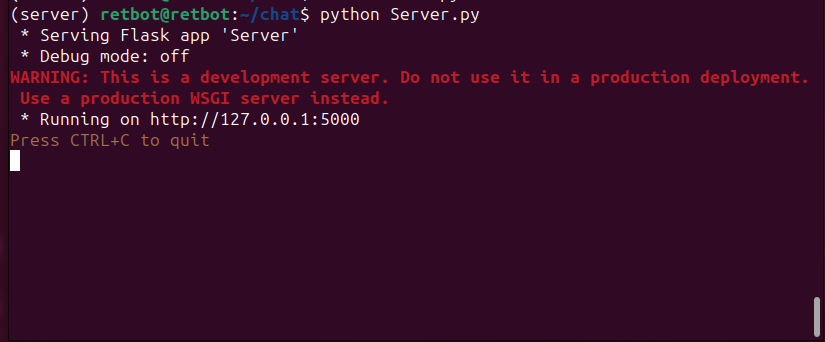 (server) retbot@retbot:~/chat$ python Server.py
 * Serving Flask app 'Server'
 * Debug mode: off
WARNING: This is a development server. Do not use it in a production deployment.
 Use a production WSGI server instead.
 * Running on http://127.0.0.1:5000
Press CTRL+C to quit